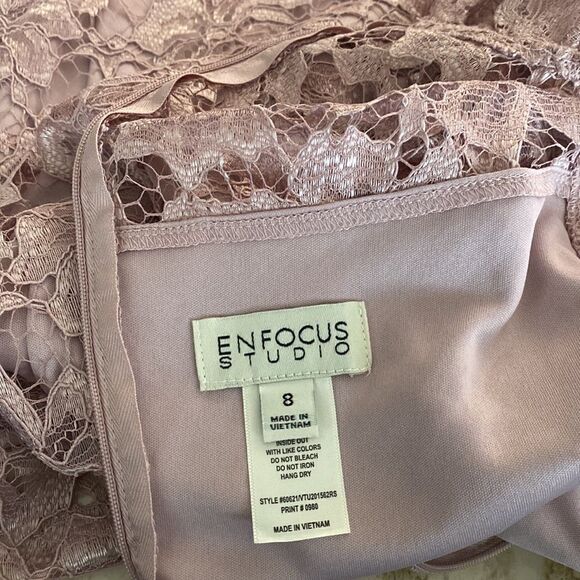 ENFOCUS
STUDIO
8
MADE IN
VIETNAM
INSIDE OUT
WITH LIKE COLORS
DO NOT BLEACH
DO NOT IRON
HANG DRY
STYLE #60621/VTU201562RS
PRINT # 0980
MADE IN VIETNAM